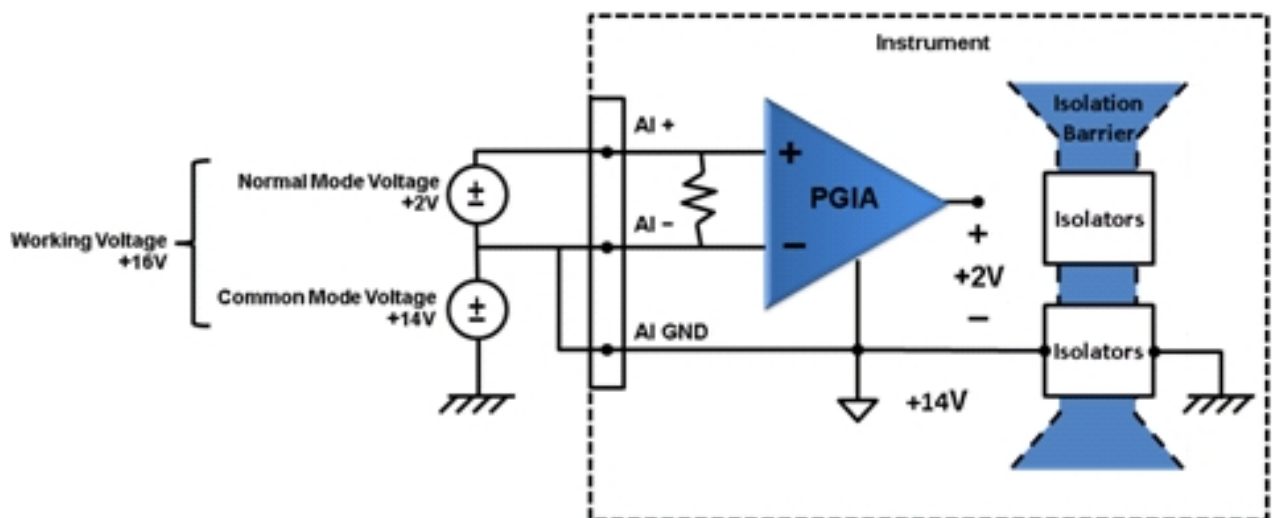 Instrument
AI +
Isolation
Barrier
Normal Mode Voltage
+2V
+
PGIA
Isolators
AI −
Working Voltage
+16V
−
+
+2V
−
Common Mode Voltage
+14V
AI GND
Isolators
+14V